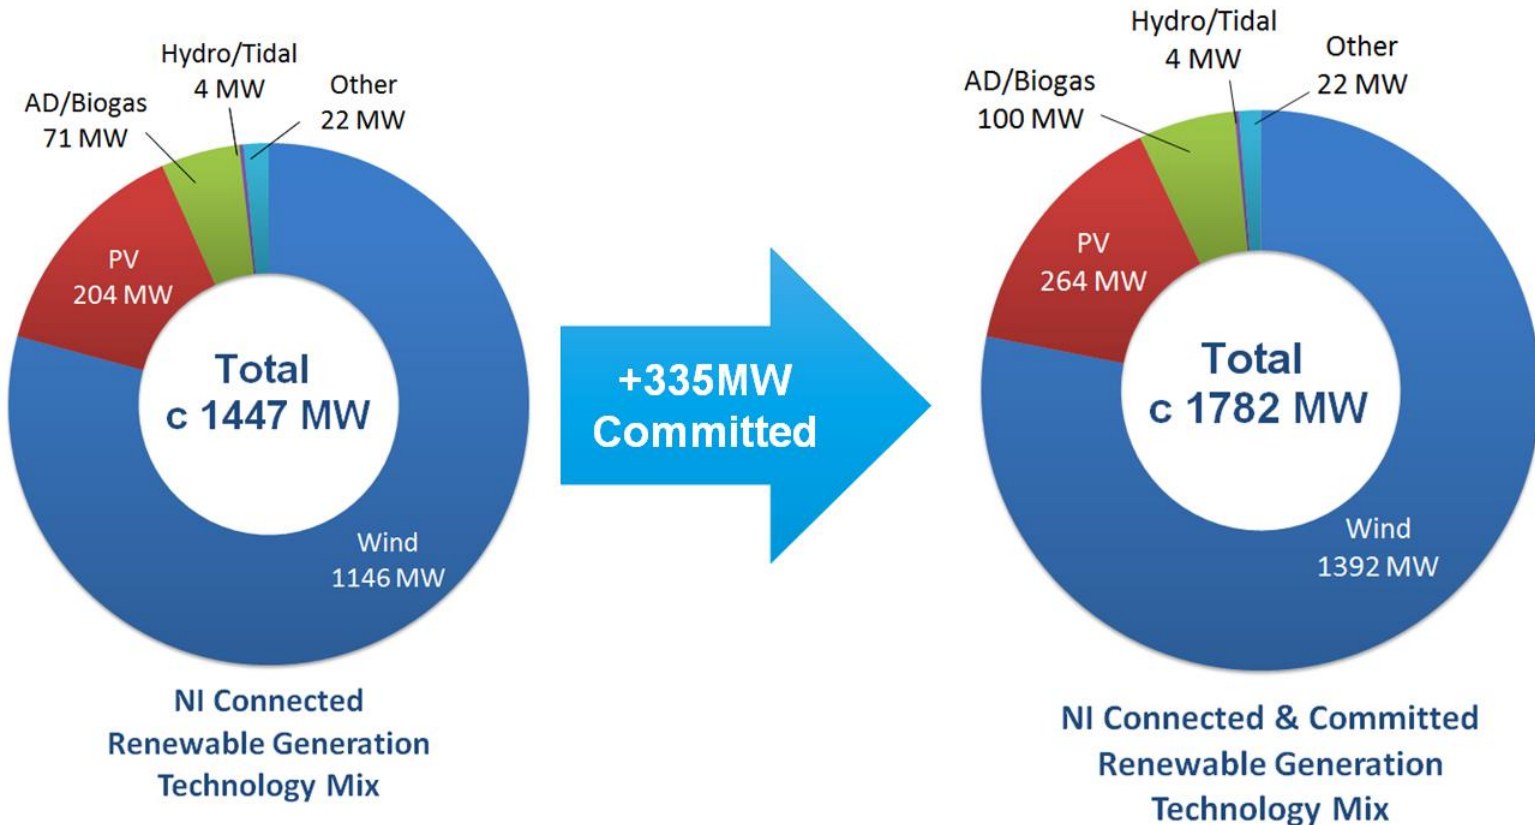 Hydro/Tidal
4 MW
Other
22 MW
AD/Biogas
71 MW
PV
204 MW
Total
c 1447 MW
Wind
1146 MW
NI Connected
Renewable Generation
Technology Mix
+335MW
Committed
Hydro/Tidal
4 MW
Other
22 MW
AD/Biogas
100 MW
PV
264 MW
Total
c 1782 MW
Wind
1392 MW
NI Connected & Committed
Renewable Generation
Technology Mix